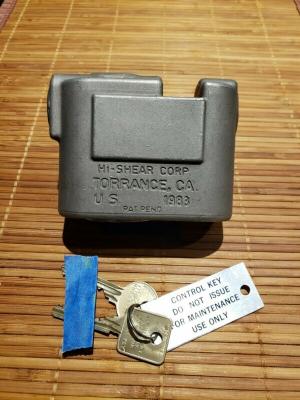 HI-SHEAR CORP
TORRANCE, CA.
U S 1983
PAT PEND
CONTROL KEY
DO NOT ISSUE
FOR MAINTENANCE
USE ONLY